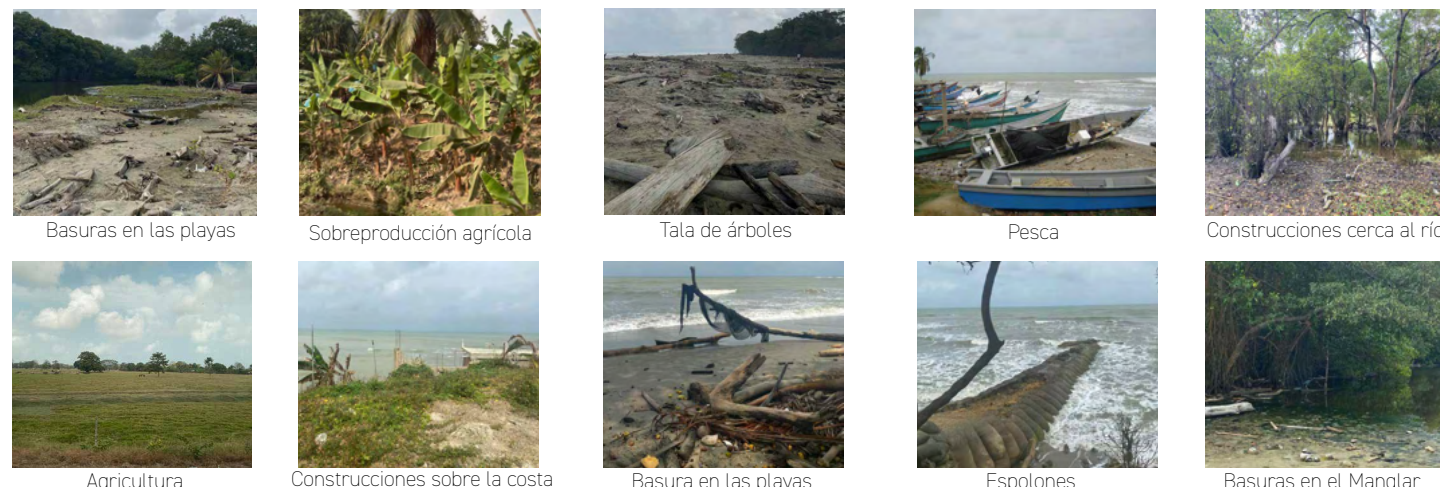 Basuras en las playas
Sobreproducción agrícola
Tala de árboles
Pesca
Construcciones cerca al río
Agricultura
Construcciones sobre la costa
Basura en las playas
Espolones
Basuras en el Manglar